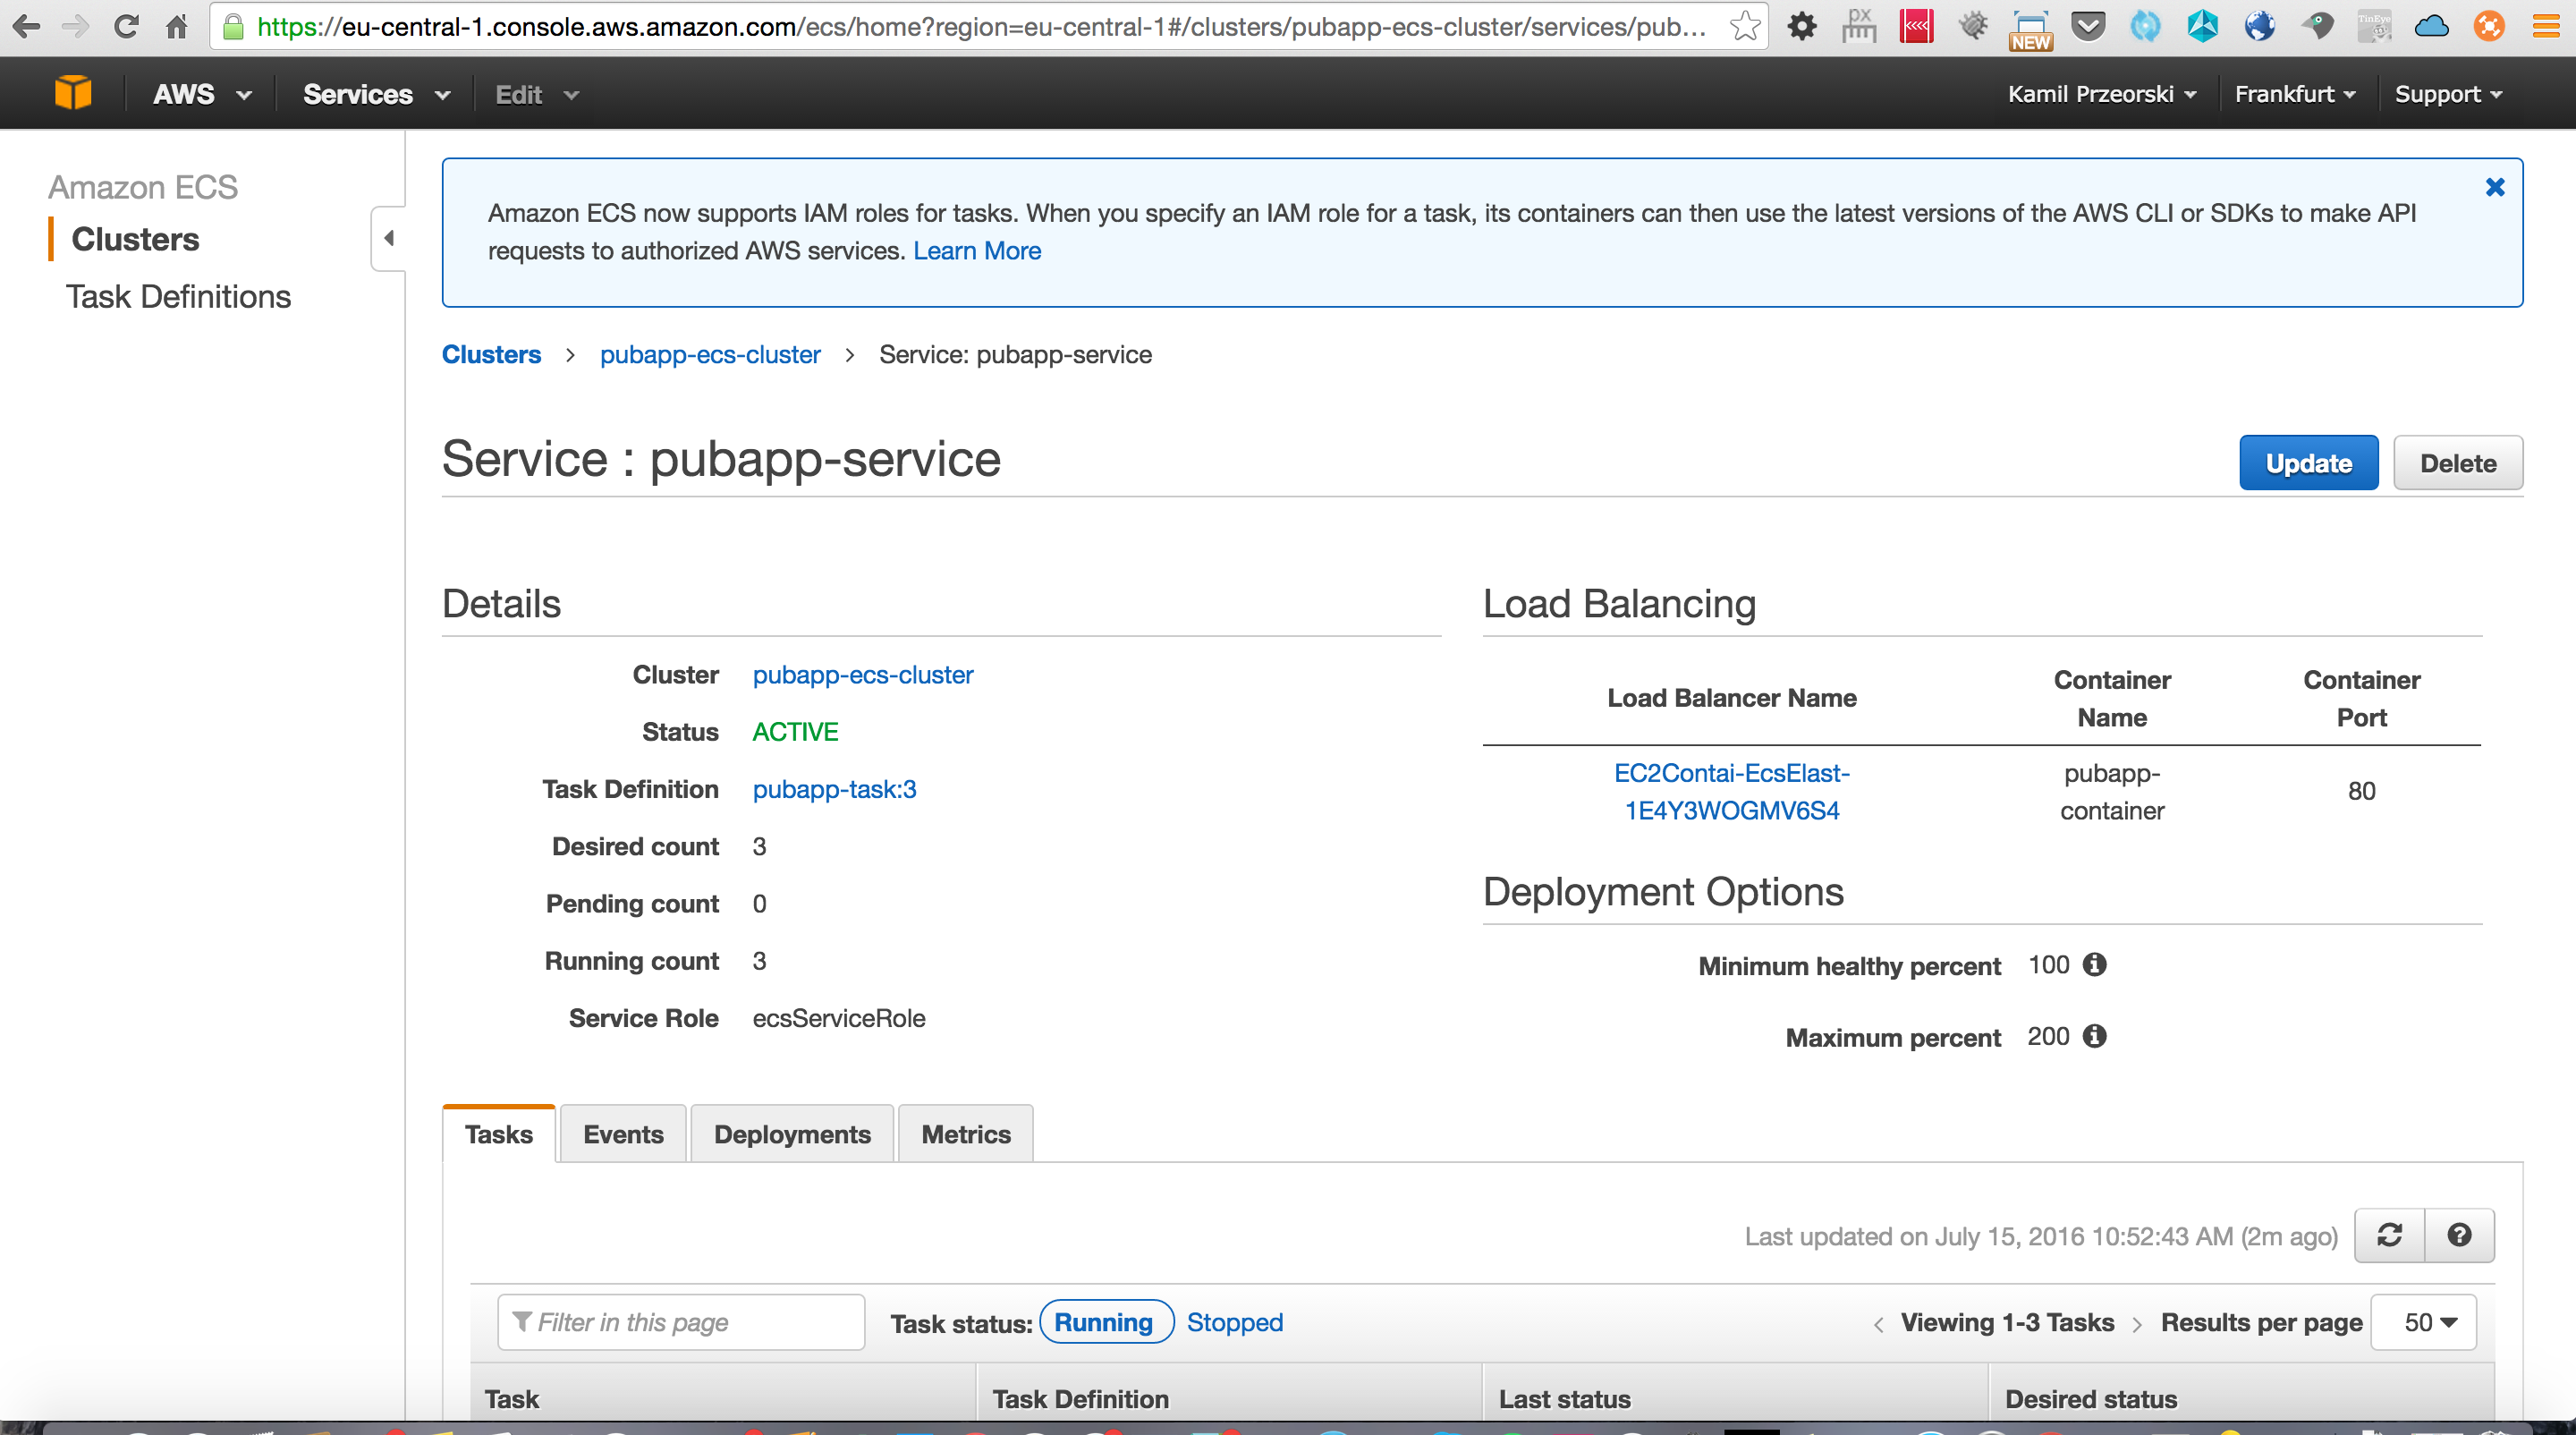 https://eu-central-1.console.aws.amazon.com/ecs/home?region=eu-central-1#/clusters/pubapp-ecs-cluster/services/pub...
px
NEW
TinEye
AWS
Services
Edit
Kamil Przeorski
Frankfurt
Support
Amazon ECS
Clusters
Task Definitions
Amazon ECS now supports IAM roles for tasks. When you specify an IAM role for a task, its containers can then use the latest versions of the AWS CLI or SDKs to make API
requests to authorized AWS services. Learn More
Clusters > pubapp-ecs-cluster > Service: pubapp-service
Service : pubapp-service
Update
Delete
Details
Cluster pubapp-ecs-cluster
Status ACTIVE
Task Definition pubapp-task:3
Desired count 3
Pending count 0
Running count 3
Service Role ecsServiceRole
Load Balancing
Load Balancer Name
Container
Name
Container
Port
EC2Contai-EcsElast-
1E4Y3WOGMV6S4
pubapp-
container
80
Deployment Options
Minimum healthy percent 100
Maximum percent 200
Tasks
Events
Deployments
Metrics
Last updated on July 15, 2016 10:52:43 AM (2m ago)
Filter in this page
Task status: Running Stopped
< Viewing 1-3 Tasks > Results per page 50
Task
Task Definition
Last status
Desired status